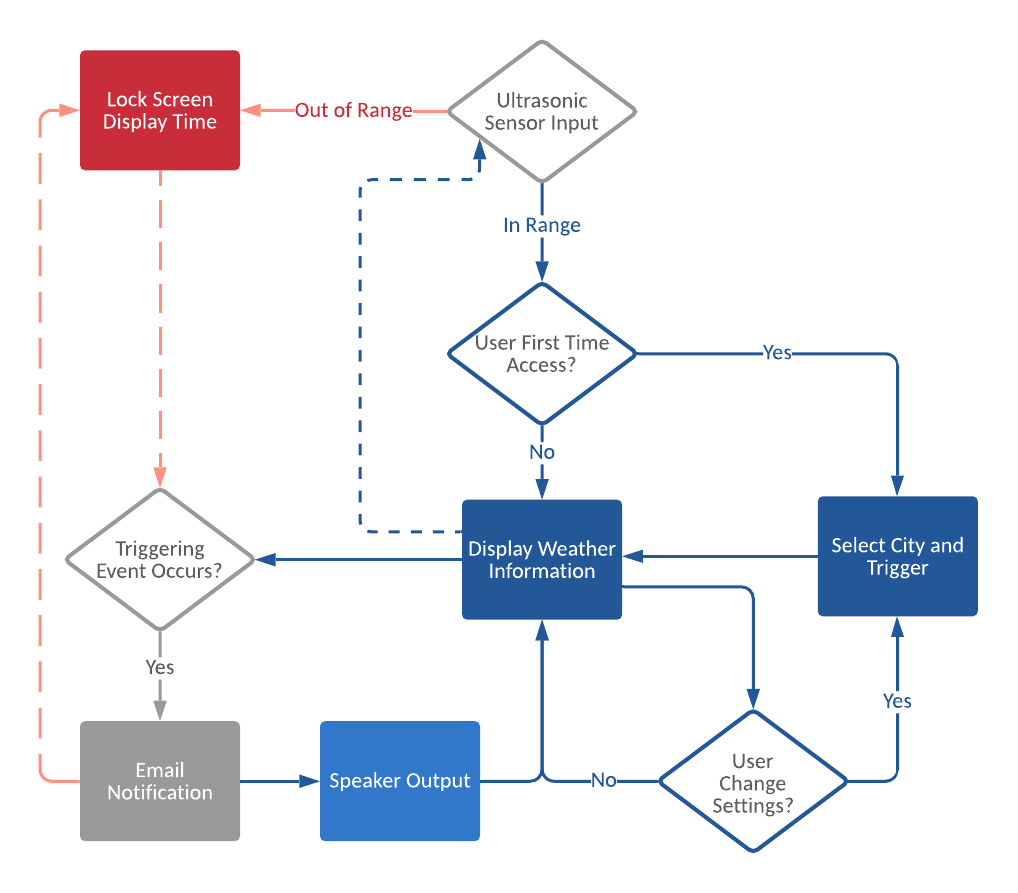 Lock Screen
Display Time
Out of Range
Ultrasonic
Sensor Input
In Range
User First Time
Access?
Yes
No
Triggering
Event Occurs?
Display Weather
Information
Select City and
Trigger
Yes
Yes
Email
Notification
Speaker Output
No
User
Change
Settings?